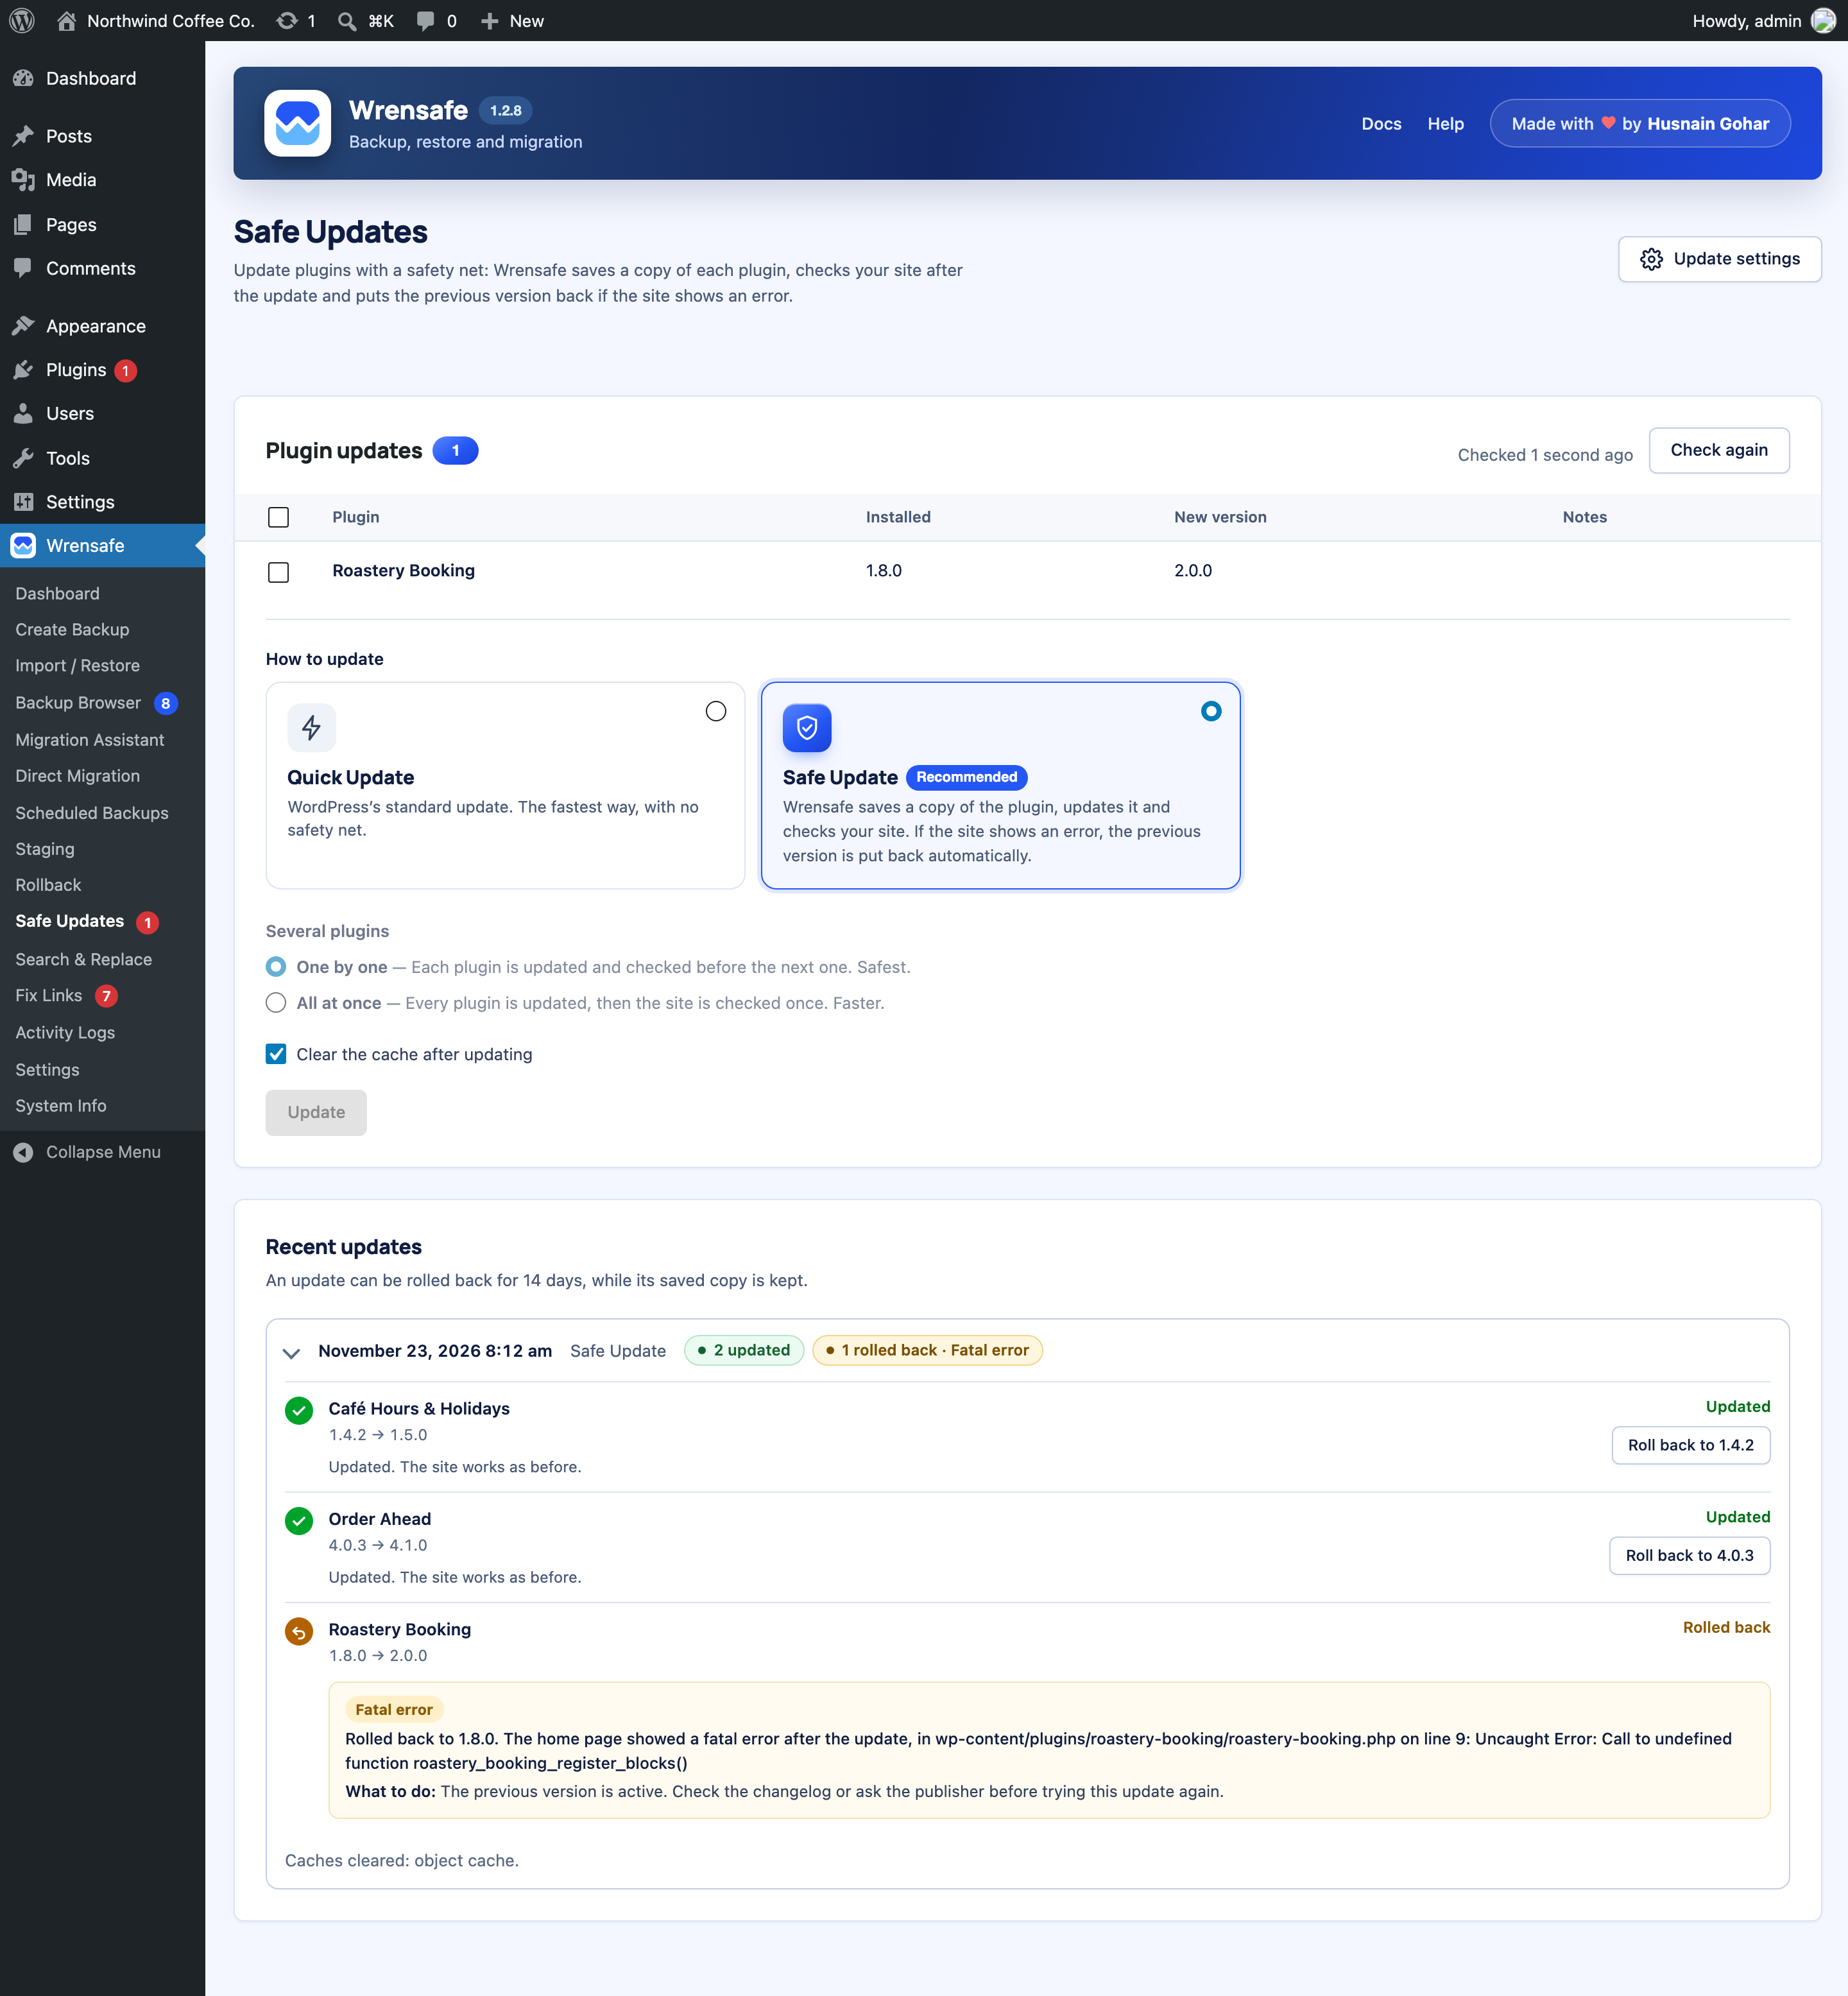 Northwind Coffee Co.
1
⌘K
0
New
Howdy, admin
Dashboard
Posts
Media
Pages
Comments
Appearance
Plugins 1
Users
Tools
Settings
Wrensafe
Dashboard
Create Backup
Import / Restore
Backup Browser 8
Migration Assistant
Direct Migration
Scheduled Backups
Staging
Rollback
Safe Updates 1
Search & Replace
Fix Links 7
Activity Logs
Settings
System Info
Collapse Menu
Wrensafe 1.2.8
Backup, restore and migration
Docs
Help
Made with ♥ by Husnain Gohar
Safe Updates
Update plugins with a safety net: Wrensafe saves a copy of each plugin, checks your site after
the update and puts the previous version back if the site shows an error.
Update settings
Plugin updates 1
Checked 1 second ago
Check again
Plugin Installed New version Notes
Roastery Booking 1.8.0 2.0.0
How to update
Quick Update
WordPress’s standard update. The fastest way, with no
safety net.
Safe Update Recommended
Wrensafe saves a copy of the plugin, updates it and
checks your site. If the site shows an error, the previous
version is put back automatically.
Several plugins
One by one — Each plugin is updated and checked before the next one. Safest.
All at once — Every plugin is updated, then the site is checked once. Faster.
Clear the cache after updating
Update
Recent updates
An update can be rolled back for 14 days, while its saved copy is kept.
November 23, 2026 8:12 am Safe Update • 2 updated • 1 rolled back · Fatal error
Café Hours & Holidays
1.4.2 → 1.5.0
Updated. The site works as before.
Updated
Roll back to 1.4.2
Order Ahead
4.0.3 → 4.1.0
Updated. The site works as before.
Updated
Roll back to 4.0.3
Roastery Booking
1.8.0 → 2.0.0
Rolled back
Fatal error
Rolled back to 1.8.0. The home page showed a fatal error after the update, in wp-content/plugins/roastery-booking/roastery-booking.php on line 9: Uncaught Error: Call to undefined
function roastery_booking_register_blocks()
What to do: The previous version is active. Check the changelog or ask the publisher before trying this update again.
Caches cleared: object cache.